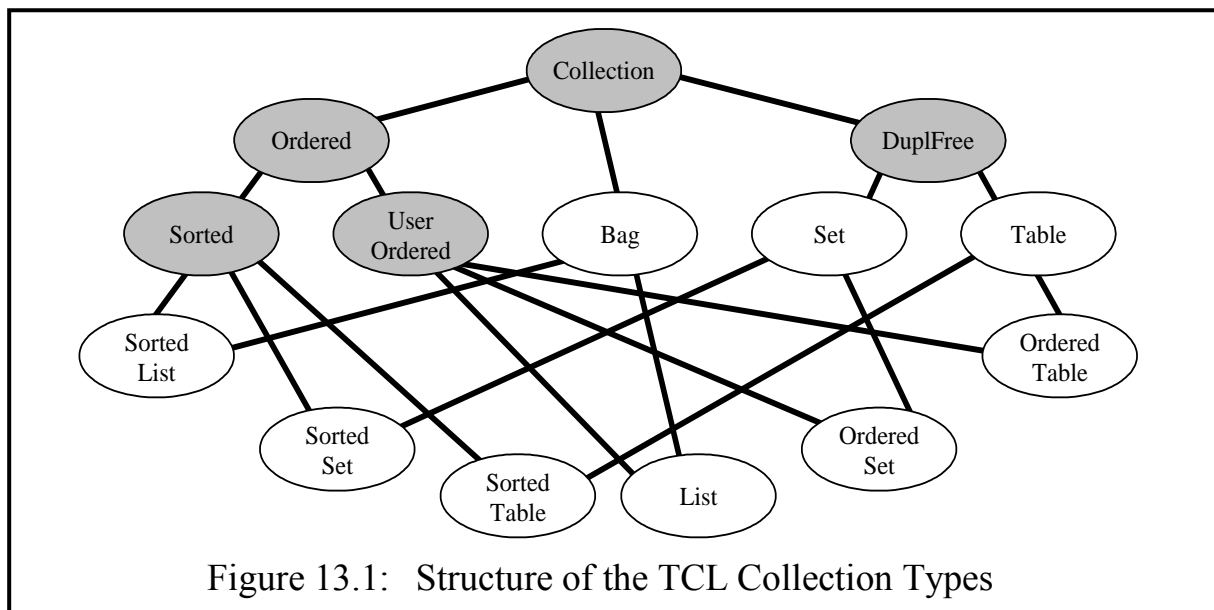 Collection
Ordered
DuplFree
Sorted
User
Ordered
Bag
Set
Table
Sorted
List
Ordered
Table
Sorted
Set
Ordered
Set
Sorted
Table
List
Figure 13.1: Structure of the TCL Collection Types